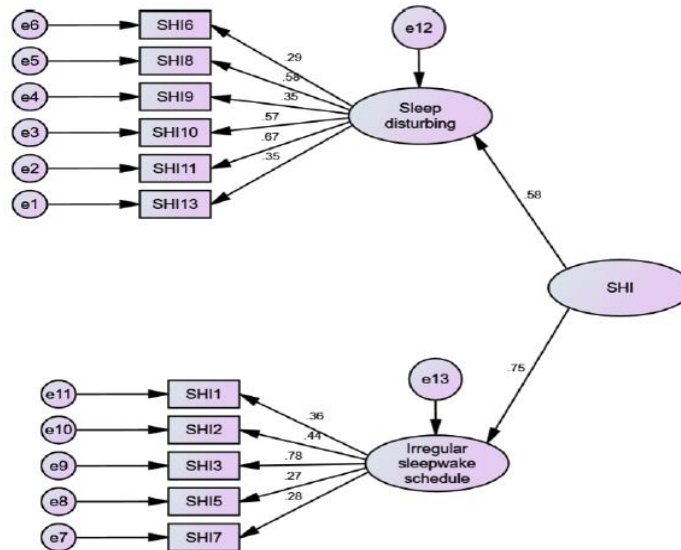 e6 SHI6
e12
e5 SHI8
e4 SHI9
e3 SHI10
e2 SHI11
e1 SHI13
.29
.58
.35
.57
.67
.35
Sleep
disturbing
.58
SHI
.75
e13
e11 SHI1
e10 SHI2
e9 SHI3
e8 SHI5
e7 SHI7
.36
.44
.78
.27
.28
Irregular
sleepwake
schedule